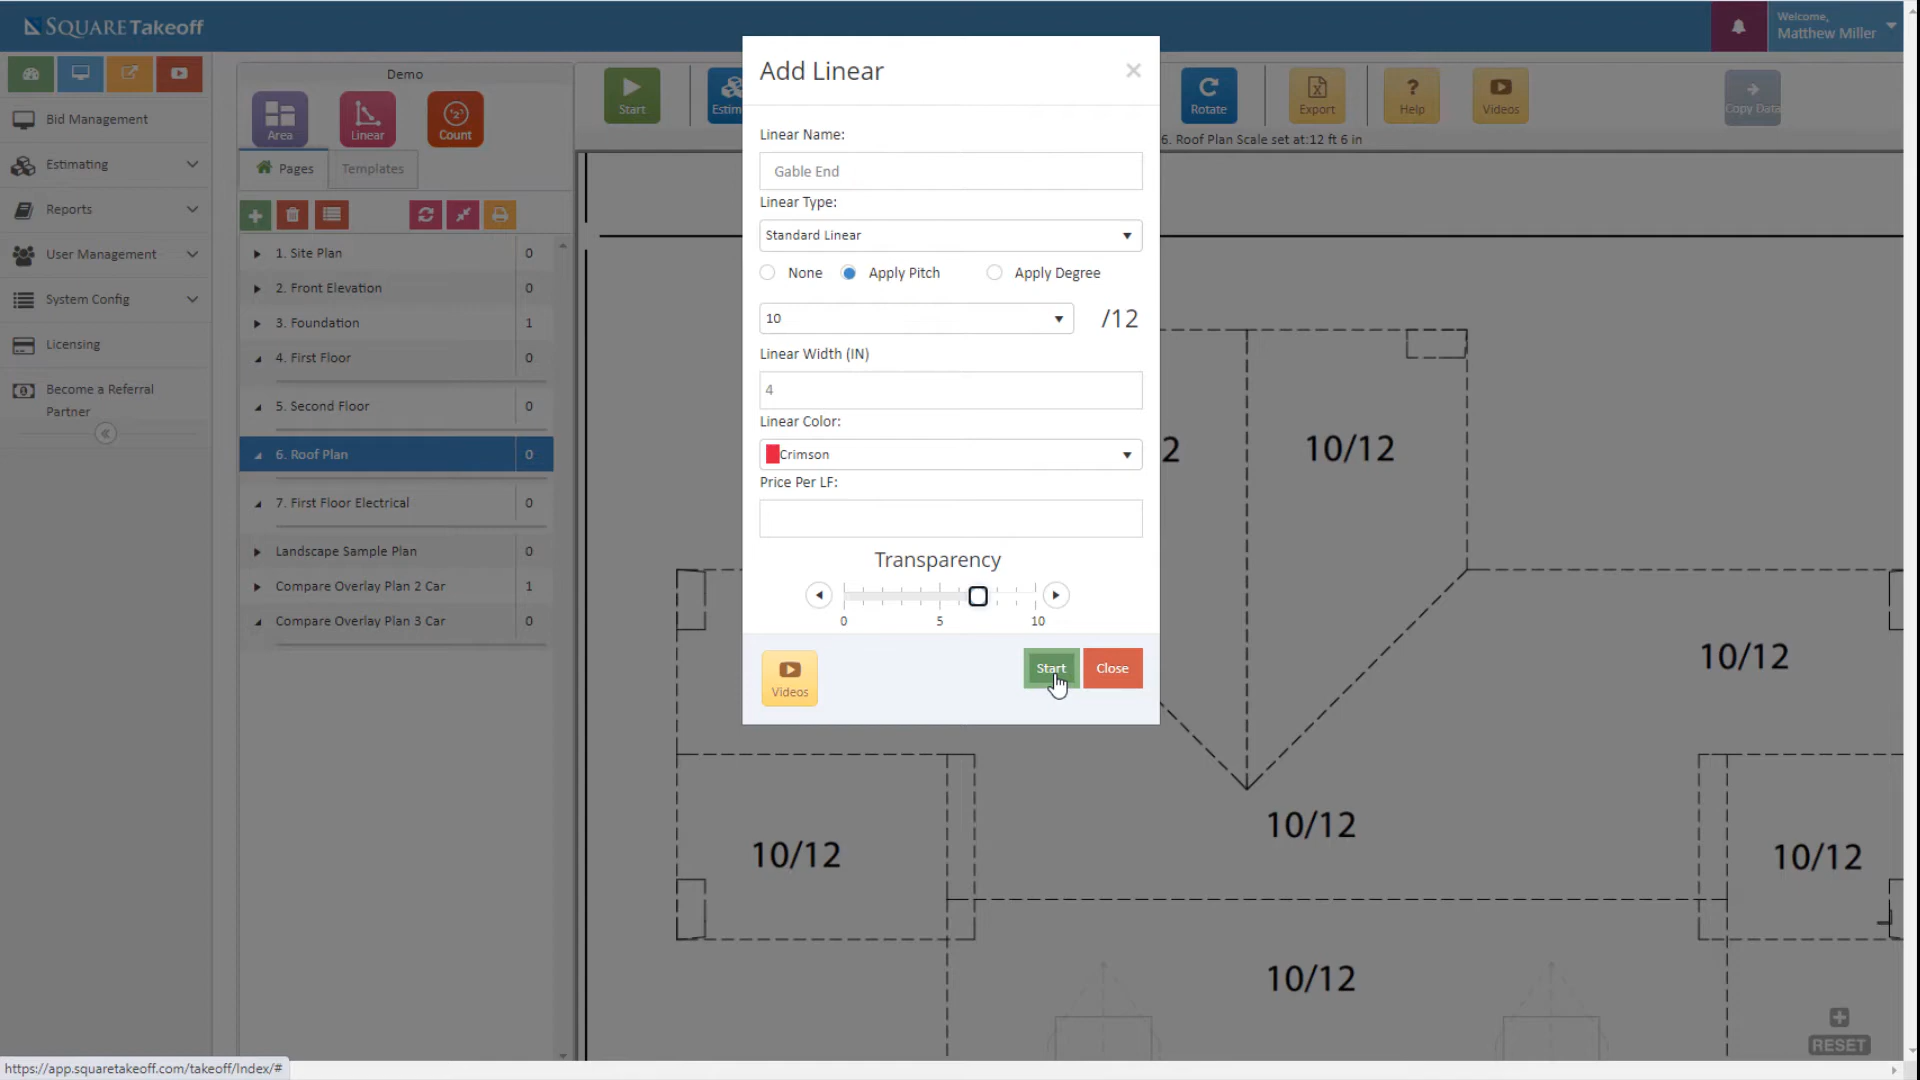 SQUARETakeoff
Welcome,
Matthew Miller
Bid Management
Estimating
Reports
User Management
System Config
Licensing
Become a Referral
Partner
Demo
Area
Linear
Count
Pages
Templates
1. Site Plan 0
2. Front Elevation 0
3. Foundation 1
4. First Floor 0
5. Second Floor 0
6. Roof Plan 0
7. First Floor Electrical 0
Landscape Sample Plan 0
Compare Overlay Plan 2 Car 1
Compare Overlay Plan 3 Car 0
Start
Estim
Rotate
Export
Help
Videos
Copy Data
6. Roof Plan Scale set at:12 ft 6 in
Add Linear
×
Linear Name:
Gable End
Linear Type:
Standard Linear
None Apply Pitch Apply Degree
10 /12
Linear Width (IN)
4
Linear Color:
Crimson
Price Per LF:
Transparency
0 5 10
Videos
Start
Close
2
10/12
10/12
10/12
10/12
10/12
10/12
RESET
https://app.squaretakeoff.com/takeoff/Index/#